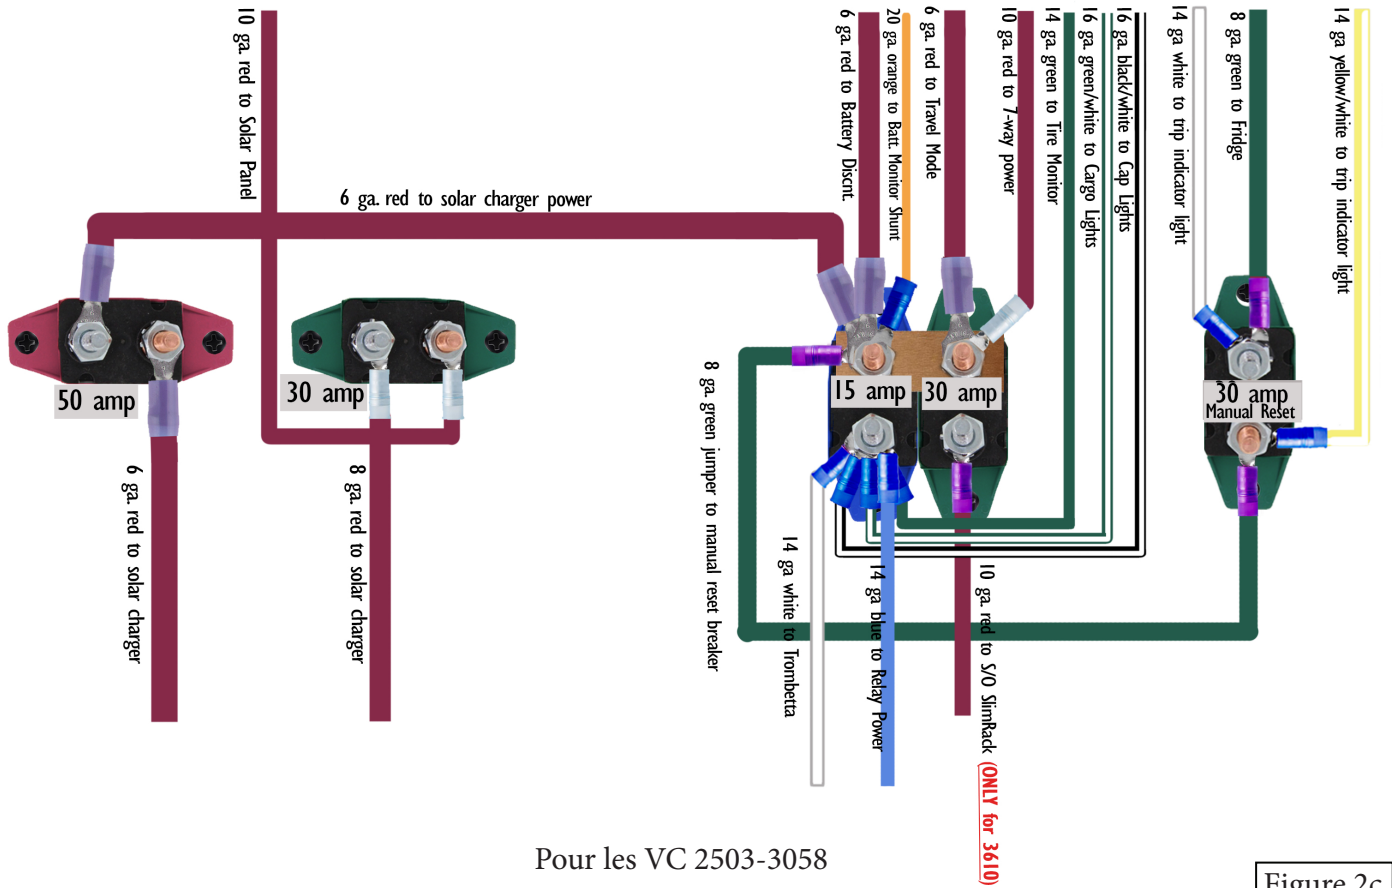 10 ga. red to Solar Panel
6 ga. red to Battery Discnt.
20 ga. orange to Batt. Monitor Shunt
6 ga. red to Travel Mode
10 ga. red to 7-way power
14 ga. green to Tire Monitor
16 ga. green/white to Cargo Lights
16 ga. black/white to Cap Lights
14 ga white to trip indicator light
8 ga. green to Fridge
14 ga yellow/white to trip indicator light
6 ga. red to solar charger power
50 amp
30 amp
15 amp
30 amp
30 amp
Manual Reset
6 ga. red to solar charger
8 ga. red to solar charger
8 ga. green jumper to manual reset breaker
14 ga white to Trombetta
14 ga blue to Relay Power
10 ga. red to S/O SlimRack (ONLY for 3610)
Pour les VC 2503-3058
Figure 2c